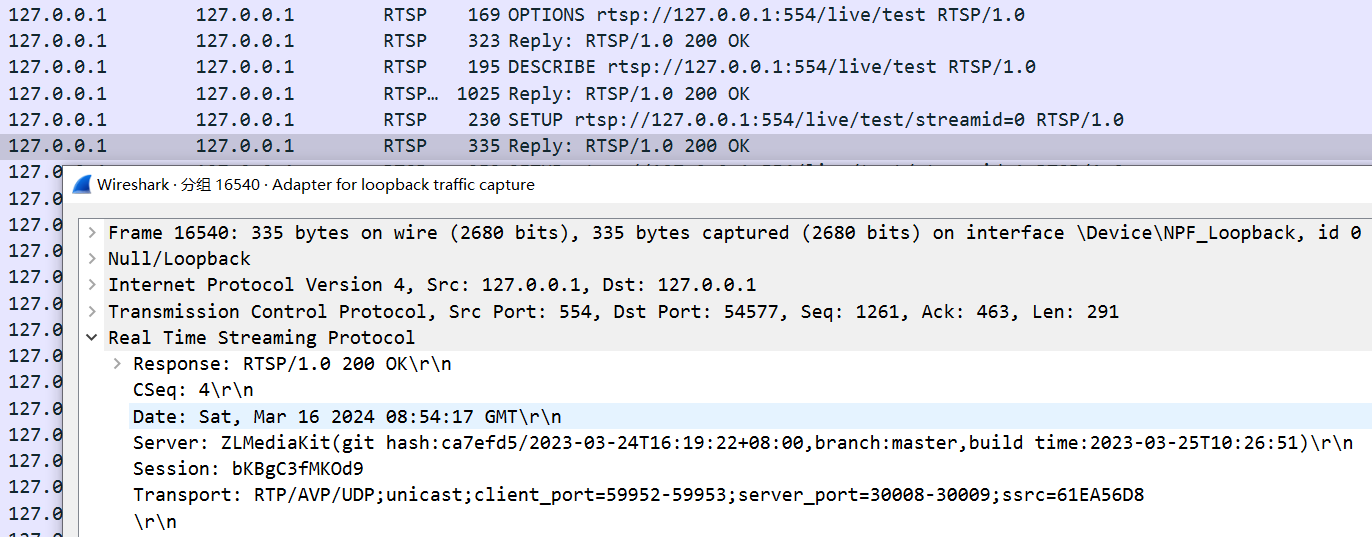 127.0.0.1 127.0.0.1 RTSP 169 OPTIONS rtsp://127.0.0.1:554/live/test RTSP/1.0
127.0.0.1 127.0.0.1 RTSP 323 Reply: RTSP/1.0 200 OK
127.0.0.1 127.0.0.1 RTSP 195 DESCRIBE rtsp://127.0.0.1:554/live/test RTSP/1.0
127.0.0.1 127.0.0.1 RTSP… 1025 Reply: RTSP/1.0 200 OK
127.0.0.1 127.0.0.1 RTSP 230 SETUP rtsp://127.0.0.1:554/live/test/streamid=0 RTSP/1.0
127.0.0.1 127.0.0.1 RTSP 335 Reply: RTSP/1.0 200 OK
127.0
127.0
Wireshark · 分组 16540 · Adapter for loopback traffic capture
127.0
127.0
Frame 16540: 335 bytes on wire (2680 bits), 335 bytes captured (2680 bits) on interface \Device\NPF_Loopback, id 0
127.0
Null/Loopback
127.0
Internet Protocol Version 4, Src: 127.0.0.1, Dst: 127.0.0.1
127.0
Transmission Control Protocol, Src Port: 554, Dst Port: 54577, Seq: 1261, Ack: 463, Len: 291
127.0
Real Time Streaming Protocol
127.0
Response: RTSP/1.0 200 OK\r\n
127.0
CSeq: 4\r\n
127.0
Date: Sat, Mar 16 2024 08:54:17 GMT\r\n
127.0
Server: ZLMediaKit(git hash:ca7efd5/2023-03-24T16:19:22+08:00,branch:master,build time:2023-03-25T10:26:51)\r\n
127.0
Session: bKBgC3fMKOd9
127.0
Transport: RTP/AVP/UDP;unicast;client_port=59952-59953;server_port=30008-30009;ssrc=61EA56D8
127.0
\r\n